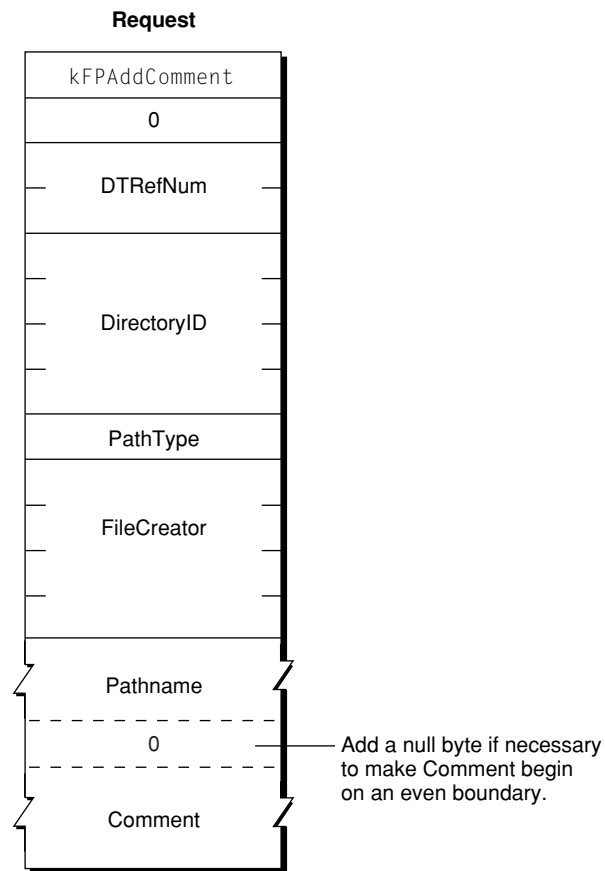 Request
kFPAddComment
0
DTRefNum
DirectoryID
PathType
FileCreator
Pathname
0
Add a null byte if necessary
to make Comment begin
on an even boundary.
Comment